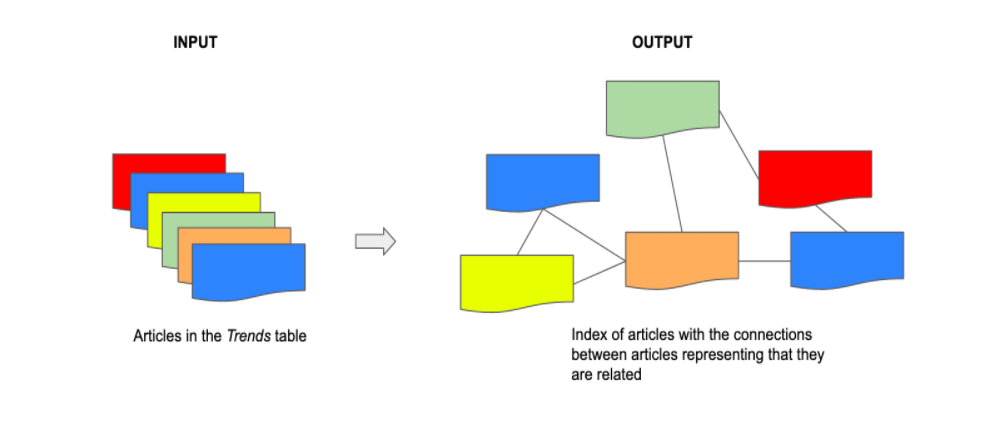 INPUT
OUTPUT
Articles in the Trends table
Index of articles with the connections
between articles representing that they
are related